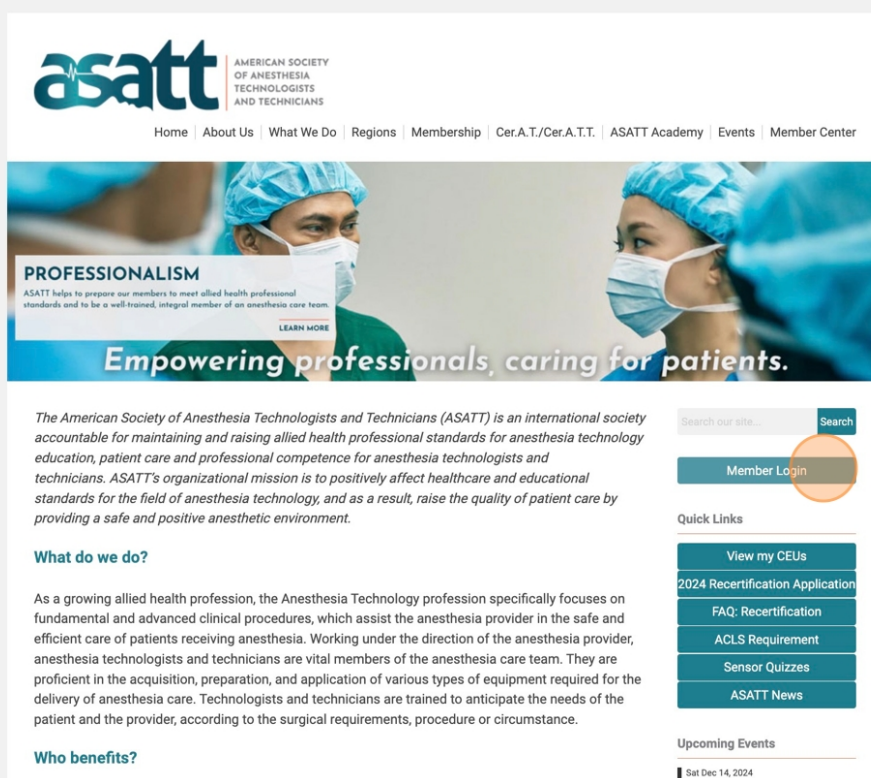 asatt
AMERICAN SOCIETY
OF ANESTHESIA
TECHNOLOGISTS
AND TECHNICIANS
Home | About Us | What We Do | Regions | Membership | Cer.A.T./Cer.A.T.T. | ASATT Academy | Events | Member Center
PROFESSIONALISM
ASATT helps to prepare our members to meet allied health professional
standards and to be a well-trained, integral member of an anesthesia care team.
LEARN MORE
Empowering professionals, caring for patients.
The American Society of Anesthesia Technologists and Technicians (ASATT) is an international society
accountable for maintaining and raising allied health professional standards for anesthesia technology
education, patient care and professional competence for anesthesia technologists and
technicians. ASATT's organizational mission is to positively affect healthcare and educational
standards for the field of anesthesia technology, and as a result, raise the quality of patient care by
providing a safe and positive anesthetic environment.
What do we do?
As a growing allied health profession, the Anesthesia Technology profession specifically focuses on
fundamental and advanced clinical procedures, which assist the anesthesia provider in the safe and
efficient care of patients receiving anesthesia. Working under the direction of the anesthesia provider,
anesthesia technologists and technicians are vital members of the anesthesia care team. They are
proficient in the acquisition, preparation, and application of various types of equipment required for the
delivery of anesthesia care. Technologists and technicians are trained to anticipate the needs of the
patient and the provider, according to the surgical requirements, procedure or circumstance.
Who benefits?
Search our site...
Search
Member Login
Quick Links
View my CEUs
2024 Recertification Application
FAQ: Recertification
ACLS Requirement
Sensor Quizzes
ASATT News
Upcoming Events
Sat Dec 14, 2024